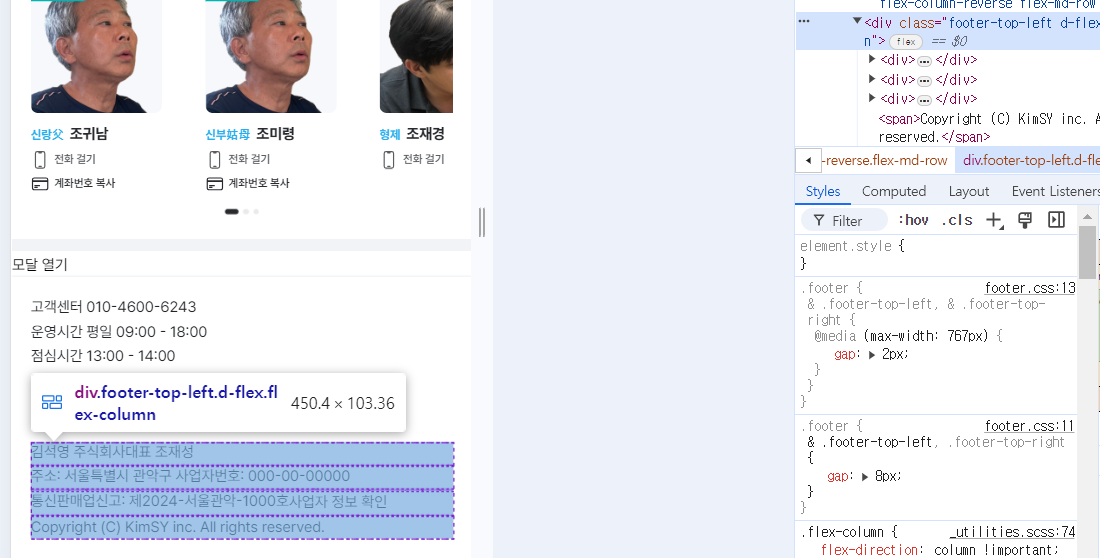 신랑父 조귀남
신부姑母 조미령
형제 조재경
전화 걸기
전화 걸기
전화 걸기
계좌번호 복사
계좌번호 복사
모달 열기
고객센터 010-4600-6243
운영시간 평일 09:00 - 18:00
점심시간 13:00 - 14:00
div.footer-top-left.d-flex.fl
ex-column
450.4 × 103.36
김석영 주식회사대표 조재성
주소: 서울특별시 관악구 사업자번호: 000-00-00000
통신판매업신고: 제2024-서울관악-1000호사업자 정보 확인
Copyright (C) KimSY inc. All rights reserved.
flex-column-reverse flex-md-row
<div class="footer-top-left d-flex
n"> flex == $0
<div> … </div>
<div> … </div>
<div> … </div>
<span>Copyright (C) KimSY inc. A
reserved.</span>
-reverse.flex-md-row div.footer-top-left.d-fle
Styles Computed Layout Event Listeners
Filter :hov .cls
element.style {
}
.footer { footer.css:13
& .footer-top-left, & .footer-top-
right {
@media (max-width: 767px) {
gap: 2px;
}
}
}
.footer { footer.css:11
& .footer-top-left, .footer-top-right
{
gap: 8px;
}
}
.flex-column { _utilities.scss:74
flex-direction: column !important;